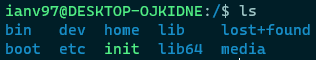 ianv97@DESKTOP-OJKIDNE:/$ ls
bin dev home lib lost+found
boot etc init lib64 media